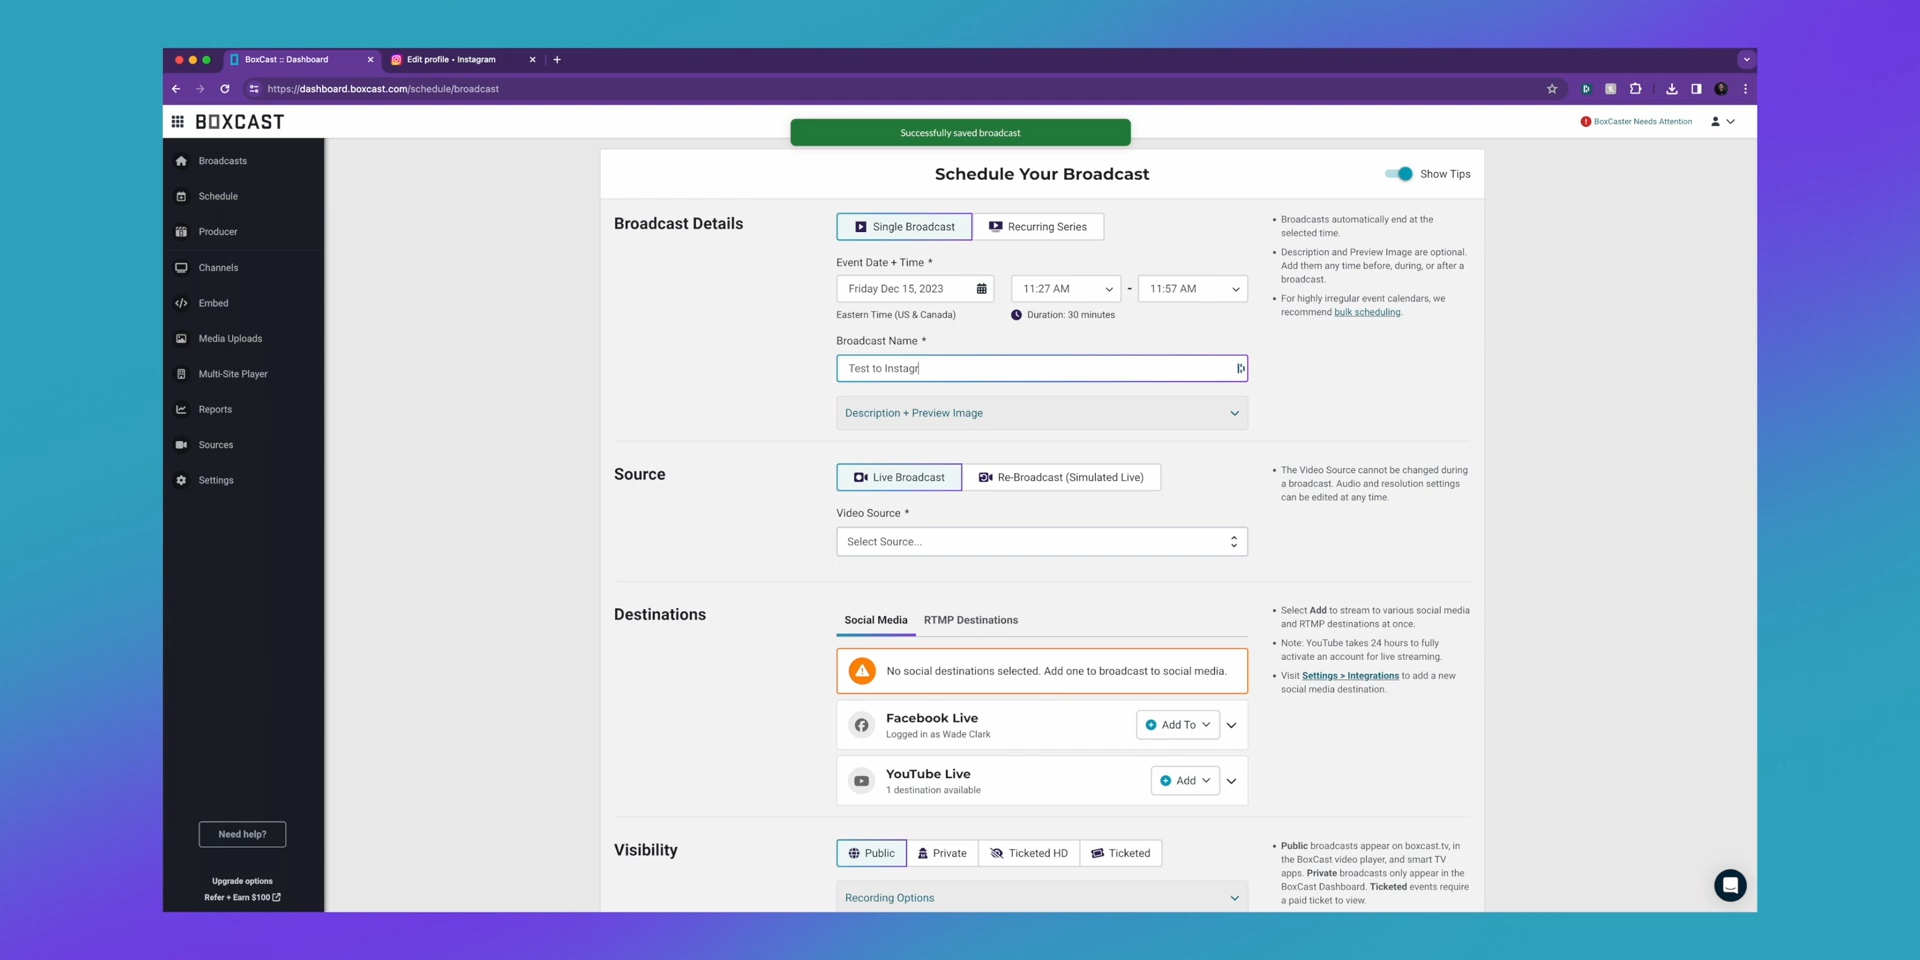 BoxCast :: Dashboard
Edit profile • Instagram
https://dashboard.boxcast.com/schedule/broadcast
BOXCAST
Successfully saved broadcast
BoxCaster Needs Attention
Broadcasts
Schedule
Producer
Channels
Embed
Media Uploads
Multi-Site Player
Reports
Sources
Settings
Need help?
Upgrade options
Refer + Earn $100
Schedule Your Broadcast
Show Tips
Broadcast Details
Single Broadcast
Recurring Series
Event Date + Time *
Friday Dec 15, 2023
11:27 AM
-
11:57 AM
Eastern Time (US & Canada)
Duration: 30 minutes
Broadcast Name *
Test to Instagr
Description + Preview Image
• Broadcasts automatically end at the
selected time.
• Description and Preview Image are optional.
Add them any time before, during, or after a
broadcast.
• For highly irregular event calendars, we
recommend bulk scheduling.
Source
Live Broadcast
Re-Broadcast (Simulated Live)
Video Source *
Select Source...
• The Video Source cannot be changed during
a broadcast. Audio and resolution settings
can be edited at any time.
Destinations
Social Media
RTMP Destinations
No social destinations selected. Add one to broadcast to social media.
Facebook Live
Logged in as Wade Clark
Add To
YouTube Live
1 destination available
Add
• Select Add to stream to various social media
and RTMP destinations at once.
• Note: YouTube takes 24 hours to fully
activate an account for live streaming.
• Visit Settings > Integrations to add a new
social media destination.
Visibility
Public
Private
Ticketed HD
Ticketed
Recording Options
• Public broadcasts appear on boxcast.tv, in
the BoxCast video player, and smart TV
apps. Private broadcasts only appear in the
BoxCast Dashboard. Ticketed events require
a paid ticket to view.